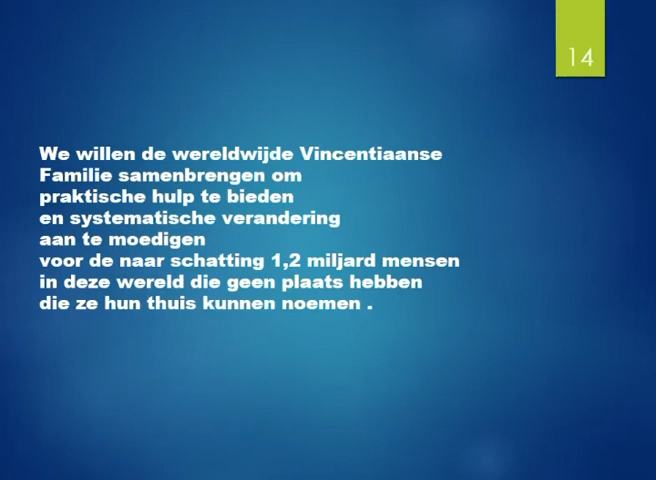 14
We willen de wereldwijde Vincentiaanse
Familie samenbrengen om
praktische hulp te bieden
en systematische verandering
aan te moedigen
voor de naar schatting 1,2 miljard mensen
in deze wereld die geen plaats hebben
die ze hun thuis kunnen noemen .